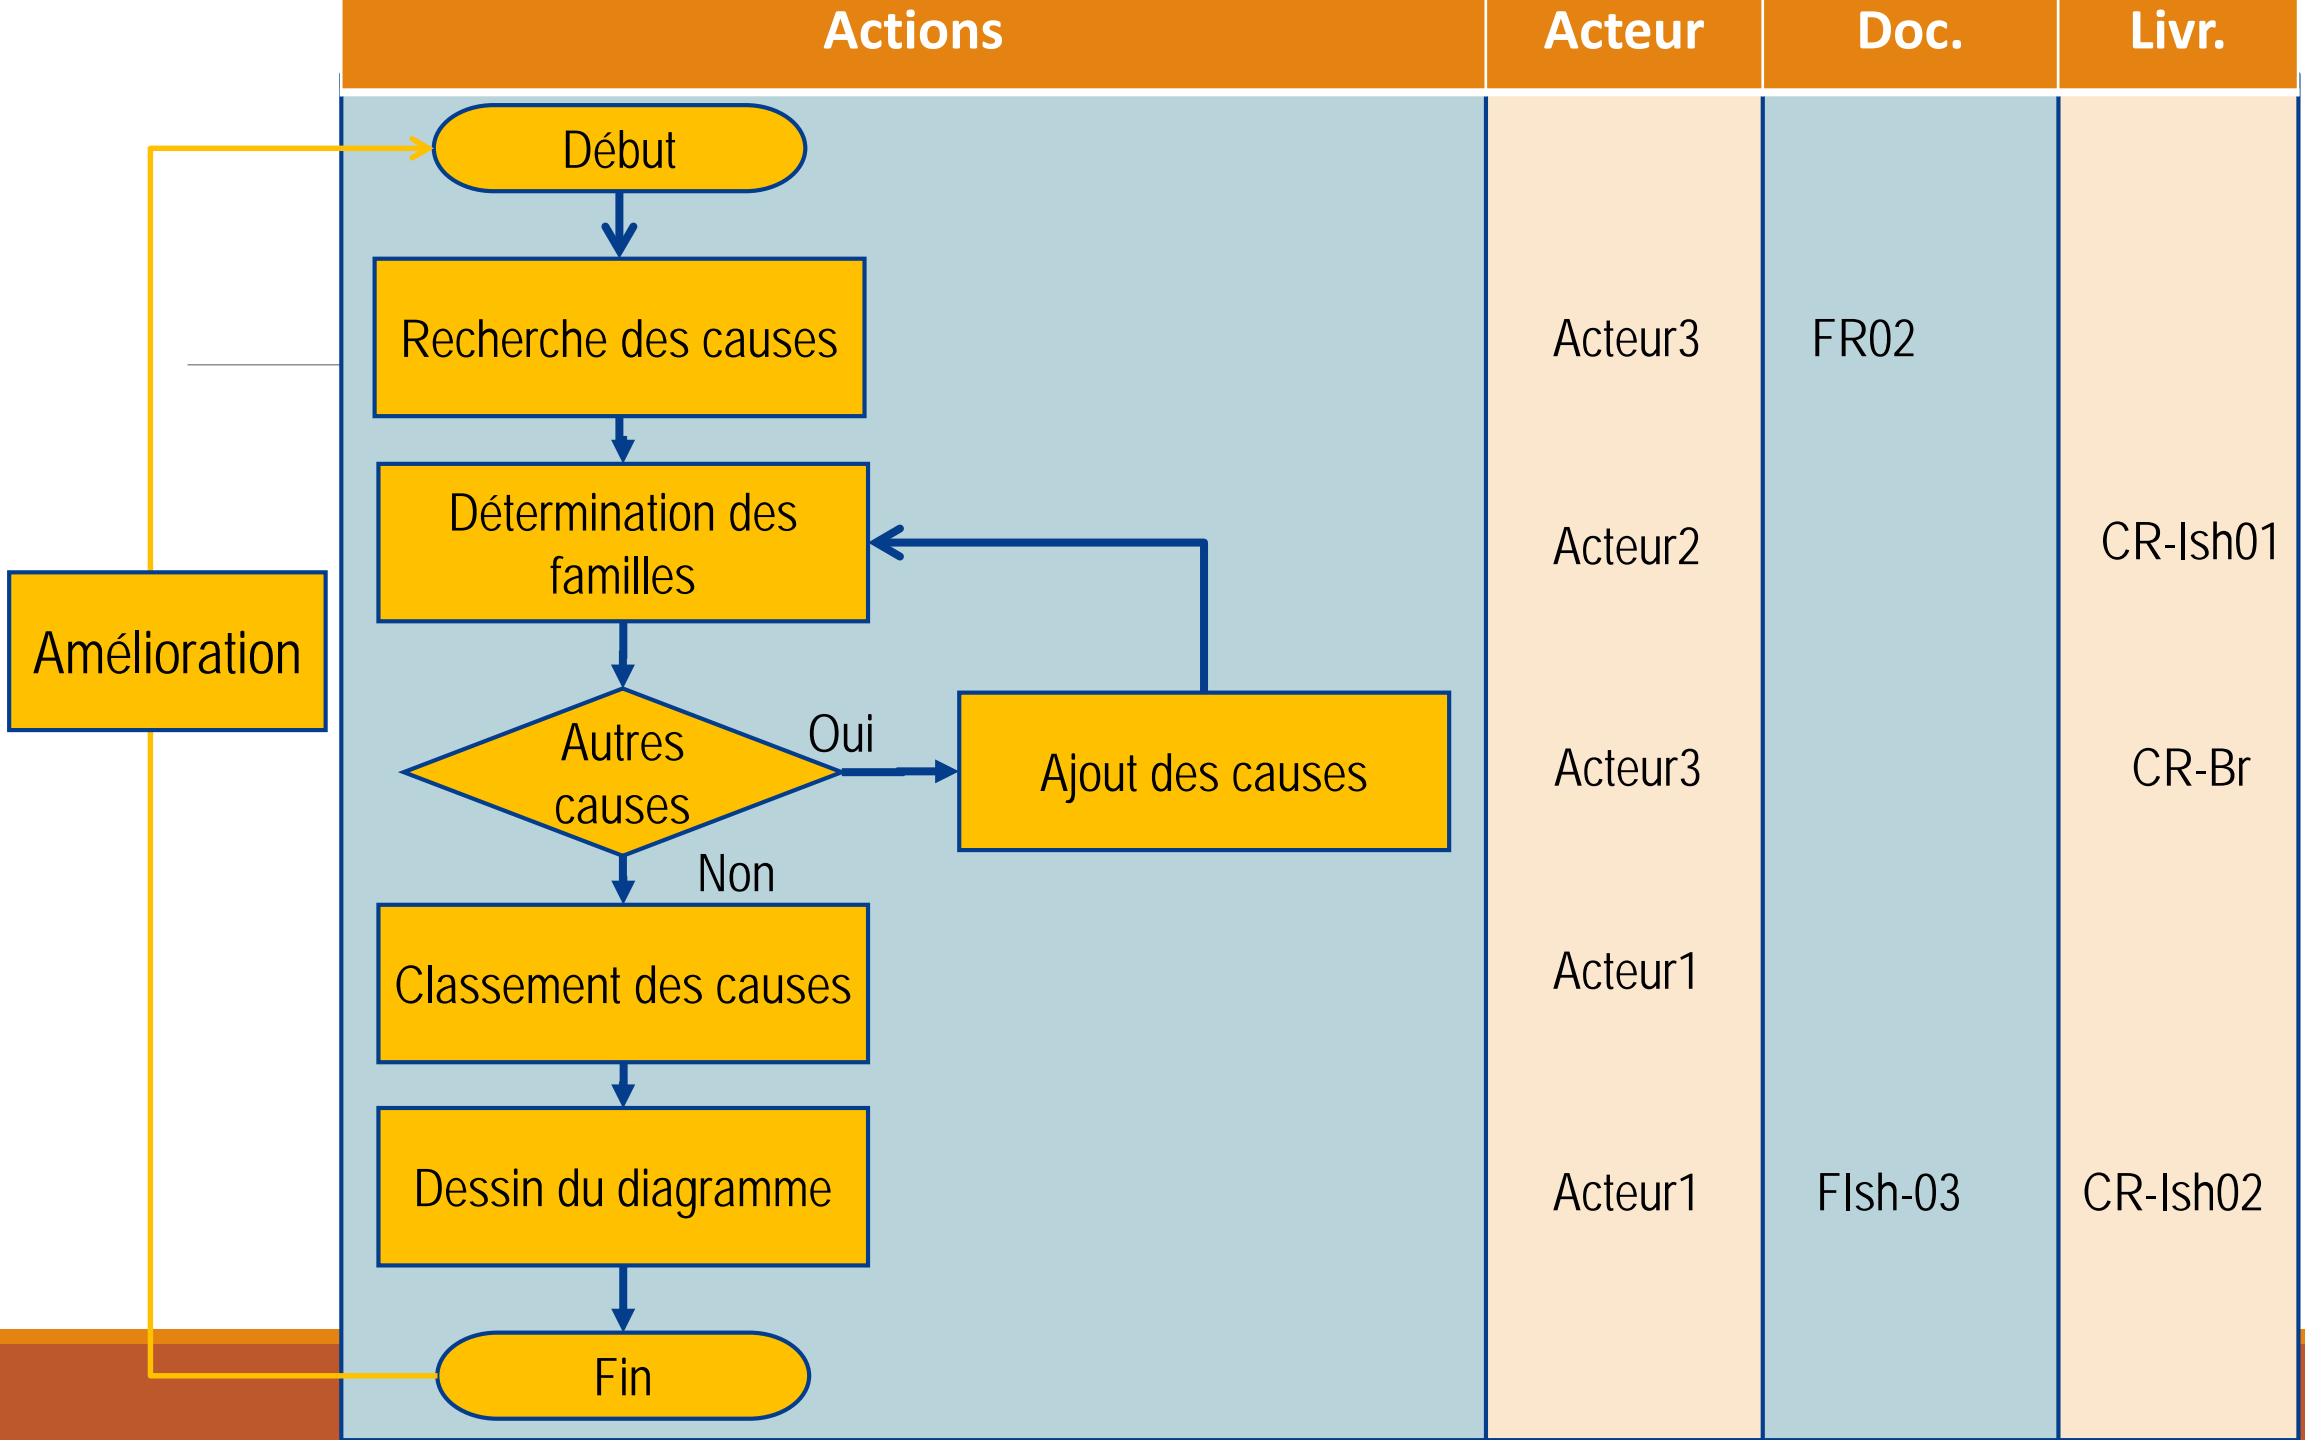 Actions Acteur Doc. Livr.
Début
Recherche des causes Acteur3 FR02
Détermination des
familles
Acteur2 CR-Ish01
Amélioration
Autres
causes
Oui
Ajout des causes Acteur3 CR-Br
Non
Classement des causes Acteur1
Dessin du diagramme Acteur1 FIsh-03 CR-Ish02
Fin